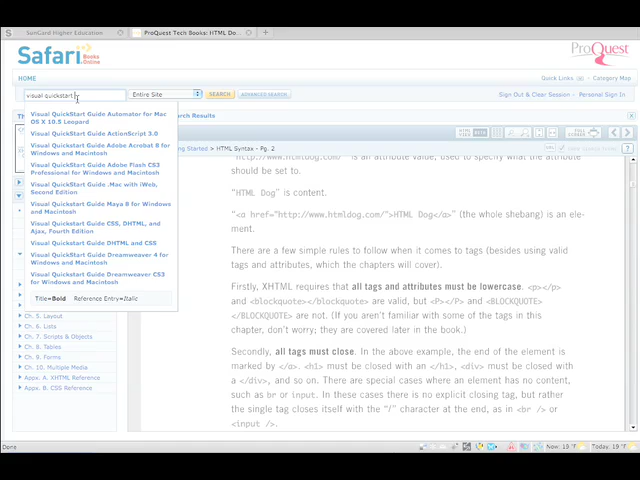 SunGard Higher Education
ProQuest Tech Books: HTML Do...
Safari Books Online
ProQuest
HOME
Quick Links
Category Map
visual quickstart
Entire Site
SEARCH
ADVANCED SEARCH
Sign Out & Clear Session
Personal Sign In
Visual QuickStart Guide Automator for Mac
OS X 10.5 Leopard
Visual QuickStart Guide ActionScript 3.0
Visual Quickstart Guide Adobe Acrobat 8 for
Windows and Macintosh
Visual QuickStart Guide Adobe Flash CS3
Professional for Windows and Macintosh
Visual QuickStart Guide .Mac with iWeb,
Second Edition
Visual QuickStart Guide Maya 8 for Windows
and Macintosh
Visual Quickstart Guide CSS, DHTML, and
Ajax, Fourth Edition
Visual Quickstart Guide DHTML and CSS
Visual Quickstart Guide Dreamweaver 4 for
Windows and Macintosh
Visual Quickstart Guide Dreamweaver CS3
for Windows and Macintosh
Title=Bold Reference Entry=Italic
Ch. 5. Layout
Ch. 6. Lists
Ch. 7. Scripts & Objects
Ch. 8. Tables
Ch. 9. Forms
Ch. 10. Multiple Media
Appx. A. XHTML Reference
Appx. B. CSS Reference
rch Results
ing Started > HTML Syntax - Pg. 2
http://www.htmldog.com/" is an attribute value, used to specify what the attribute
should be set to.
"HTML Dog" is content.
"<a href="http://www.htmldog.com/">HTML Dog</a>" (the whole shebang) is an ele-
ment.
There are a few simple rules to follow when it comes to tags (besides using valid
tags and attributes, which the chapters will cover).
Firstly, XHTML requires that all tags and attributes must be lowercase. <p></p>
and <blockquote></blockquote> are valid, but <P></P> and <BLOCKQUOTE>
</BLOCKQUOTE> are not. (If you aren't familiar with some of the tags in this
chapter, don't worry; they are covered later in the book.)
Secondly, all tags must close. In the above example, the end of the element is
marked by </a>. <h1> must be closed with an </h1>, <div> must be closed with
a </div>, and so on. There are special cases where an element has no content,
such as br or input. In these cases there is no explicit closing tag, but rather
the single tag closes itself with the "/" character at the end, as in <br /> or
<input />.
Done
Now: 19 °F
Today: 19 °F